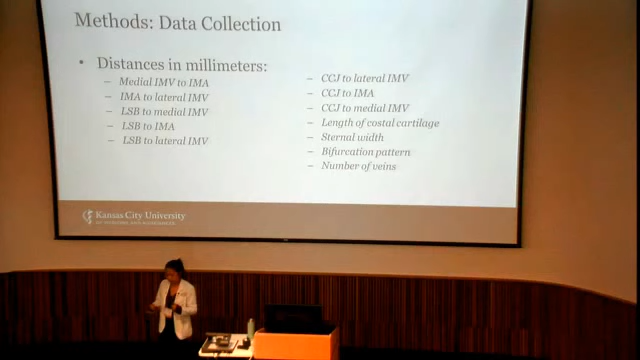 Methods: Data Collection
• Distances in millimeters:
– Medial IMV to IMA
– IMA to lateral IMV
– LSB to medial IMV
– LSB to IMA
– LSB to lateral IMV
– CCJ to lateral IMV
– CCJ to IMA
– CCJ to medial IMV
– Length of costal cartilage
– Sternal width
– Bifurcation pattern
– Number of veins
Kansas City University